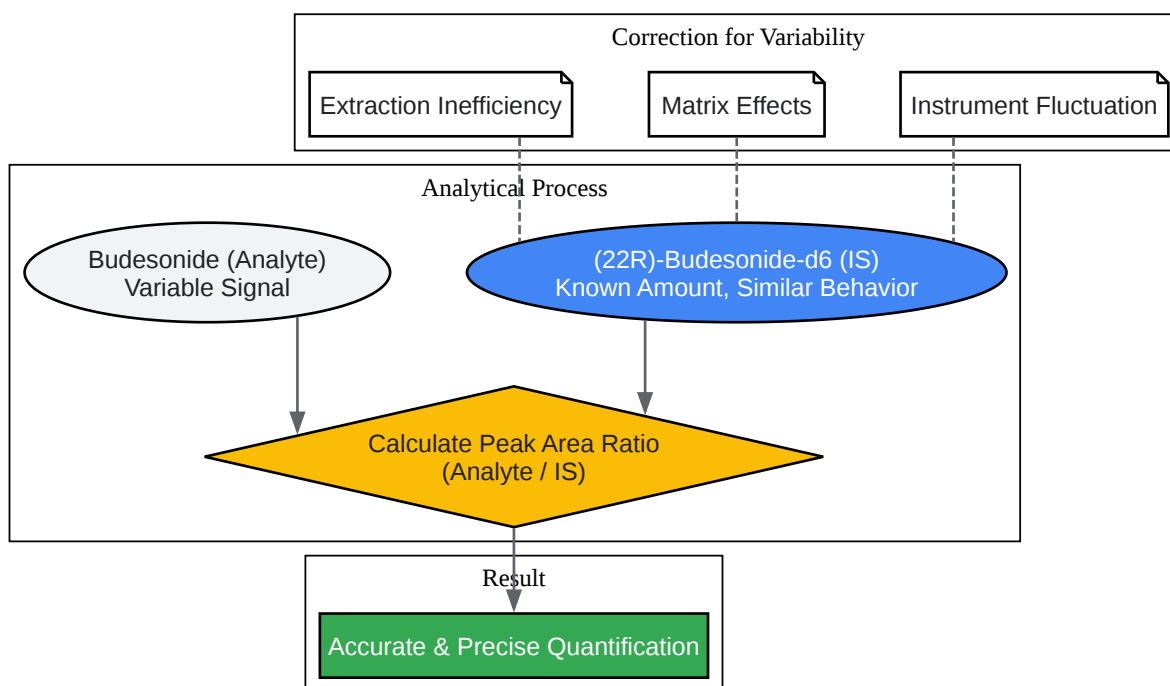 Correction for Variability
Extraction Inefficiency
Matrix Effects
Instrument Fluctuation
Analytical Process
Budesonide (Analyte)
Variable Signal
(22R)-Budesonide-d6 (IS)
Known Amount, Similar Behavior
Calculate Peak Area Ratio
(Analyte / IS)
Result
Accurate & Precise Quantification